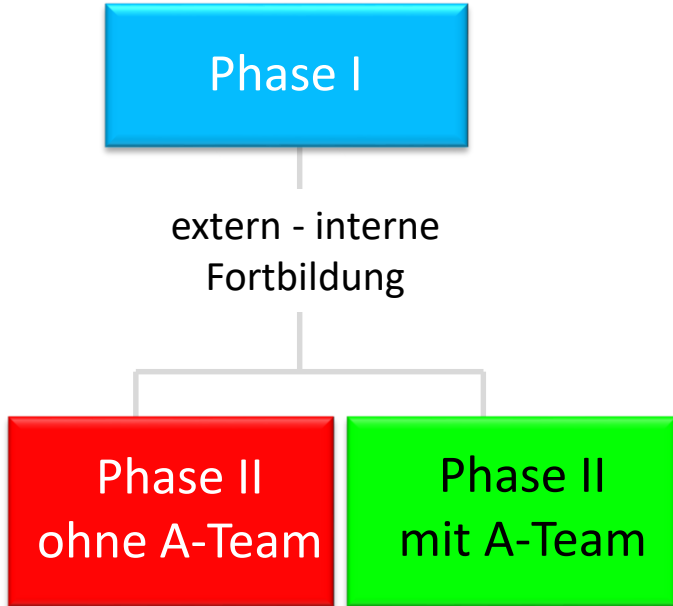 Phase I
extern - interne
Fortbildung
Phase II
ohne A-Team
Phase II
mit A-Team